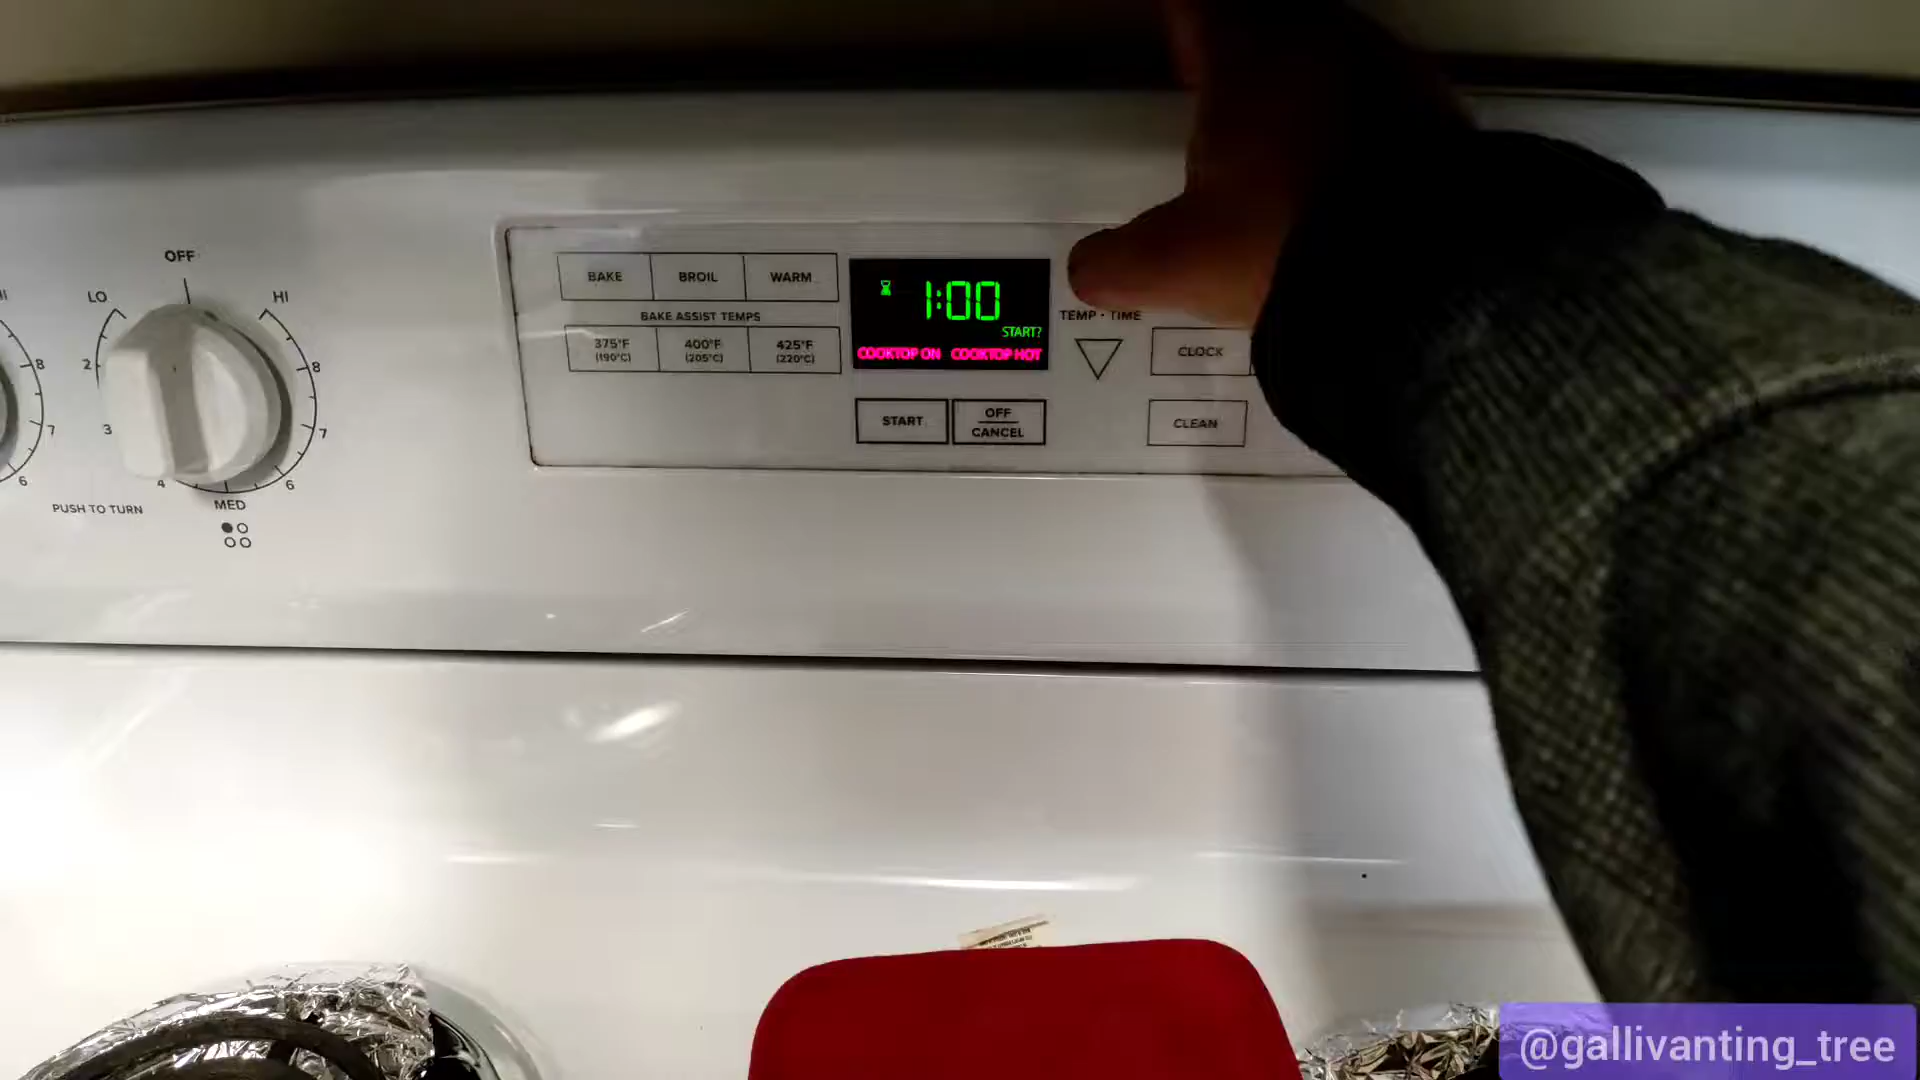 OFF
LO
HI
2
3
4
8
7
6
MED
PUSH TO TURN
8
7
6
BAKE
BROIL
WARM
BAKE ASSIST TEMPS
375°F
(190°C)
400°F
(205°C)
425°F
(220°C)
1:00
START?
COOKTOP ON COOKTOP HOT
START
OFF
CANCEL
TEMP • TIME
CLOCK
CLEAN
@gallivanting_tree